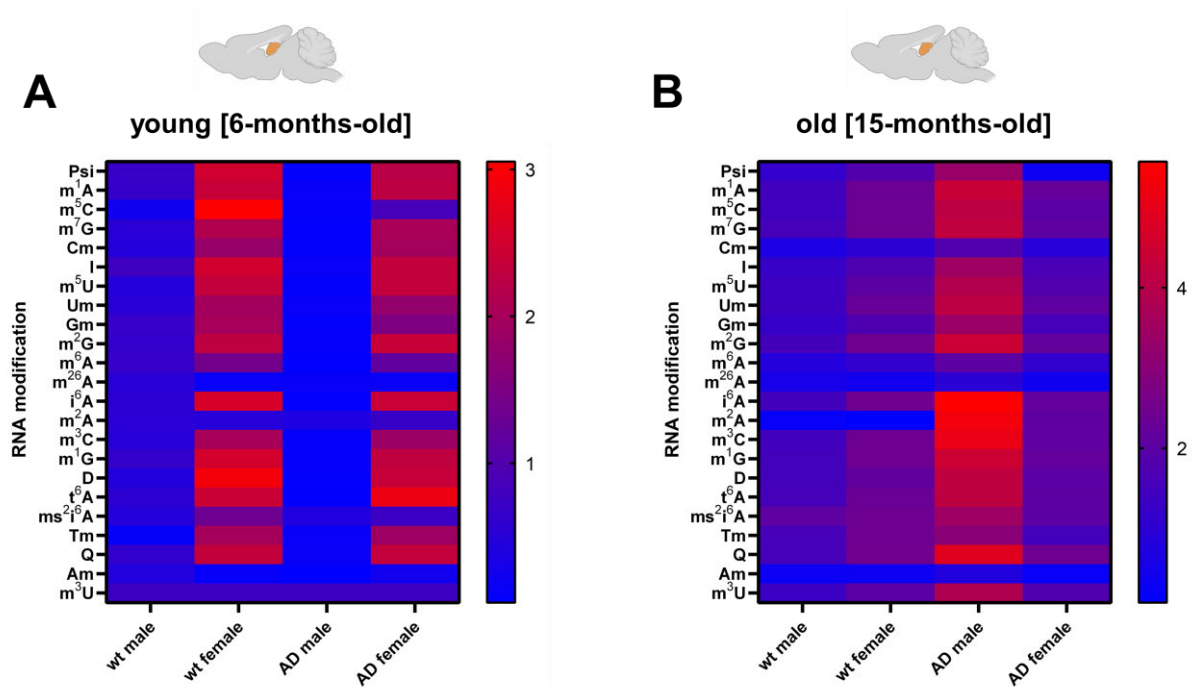 A
young [6-months-old]
RNA modification
Psi
m¹A
m⁵C
m⁷G
Cm
I
m⁵U
Um
Gm
m²G
m⁶A
m²⁶A
i⁶A
m²A
m³C
m¹G
D
t⁶A
ms²i⁶A
Tm
Q
Am
m³U
wt male
wt female
AD male
AD female
3
2
1
B
old [15-months-old]
RNA modification
Psi
m¹A
m⁵C
m⁷G
Cm
I
m⁵U
Um
Gm
m²G
m⁶A
m²⁶A
i⁶A
m²A
m³C
m¹G
D
t⁶A
ms²i⁶A
Tm
Q
Am
m³U
wt male
wt female
AD male
AD female
4
2